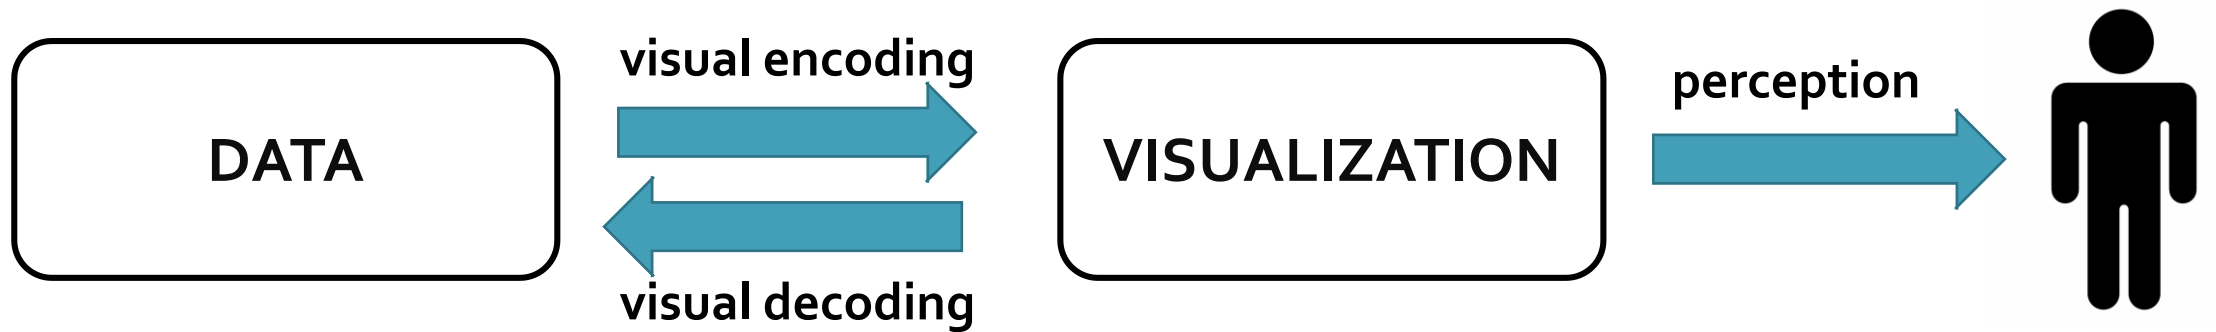 visual encoding
DATA
VISUALIZATION
perception
visual decoding